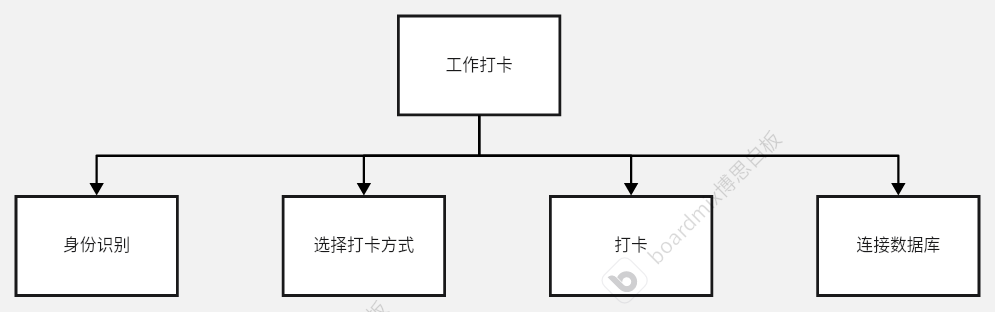 工作打卡
身份识别
选择打卡方式
打卡
连接数据库
boardmix博思白板
板